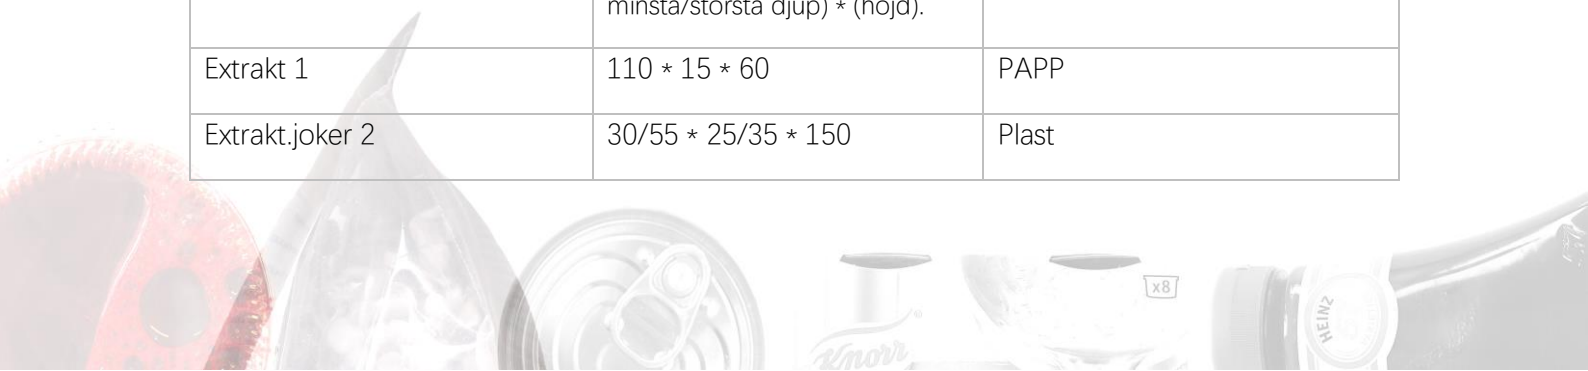 minsta/största djup) * (höjd).
Extrakt 1 110 * 15 * 60 PAPP
Extrakt.joker 2 30/55 * 25/35 * 150 Plast
x8
HEINZ
Knorr